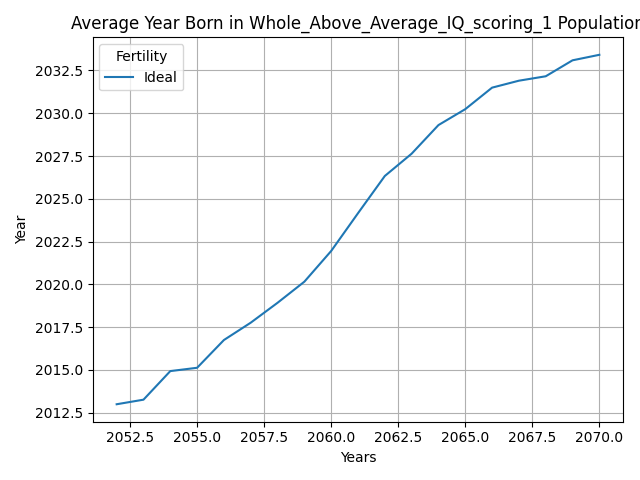 Average Year Born in Whole_Above_Average_IQ_scoring_1 Population
Fertility
Ideal
Year
2032.5
2030.0
2027.5
2025.0
2022.5
2020.0
2017.5
2015.0
2012.5
2052.5 2055.0 2057.5 2060.0 2062.5 2065.0 2067.5 2070.0
Years